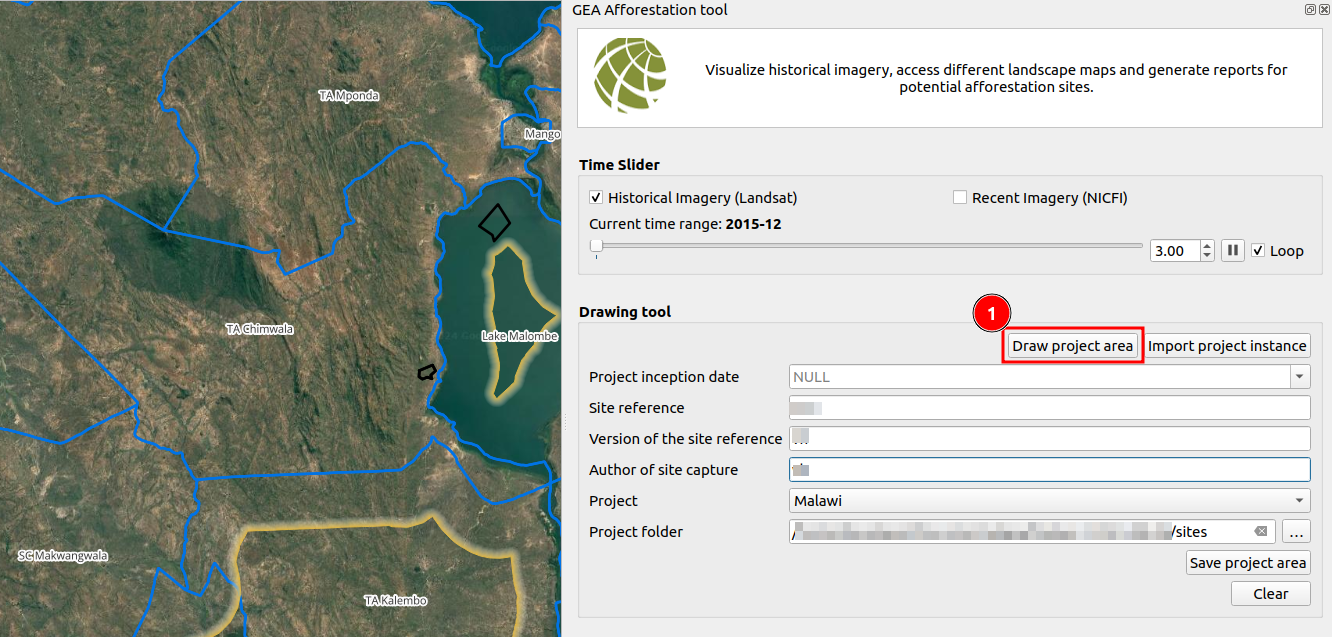 GEA Afforestation tool
Visualize historical imagery, access different landscape maps and generate reports for
potential afforestation sites.
Time Slider
Historical Imagery (Landsat)
Recent Imagery (NICFI)
Current time range: 2015-12
3.00
Loop
Drawing tool
1
Draw project area
Import project instance
Project inception date
NULL
Site reference
Version of the site reference
Author of site capture
Project
Malawi
Project folder
/sites
...
Save project area
Clear
TA Mponda
Mango
TA Chimwala
Lake Malombe
SC Makwangwala
TA Kalembo